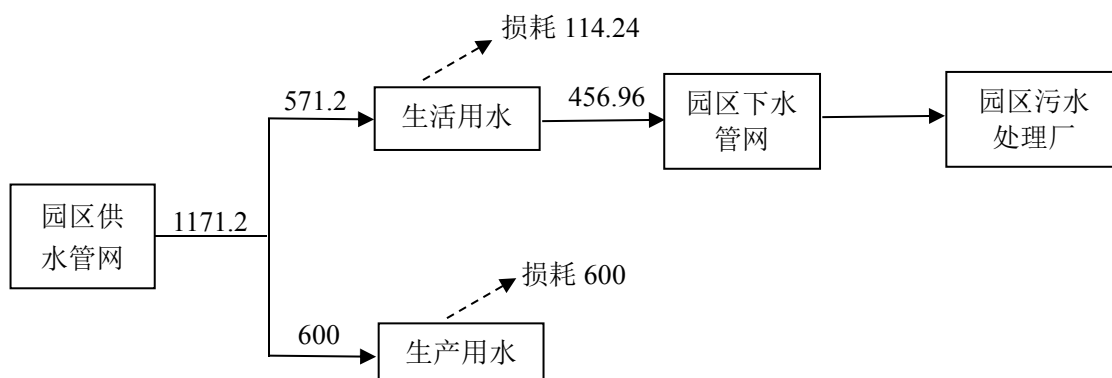 损耗 114.24
571.2
生活用水
456.96
园区下水
管网
园区污水
处理厂
园区供
水管网
1171.2
损耗 600
600
生产用水